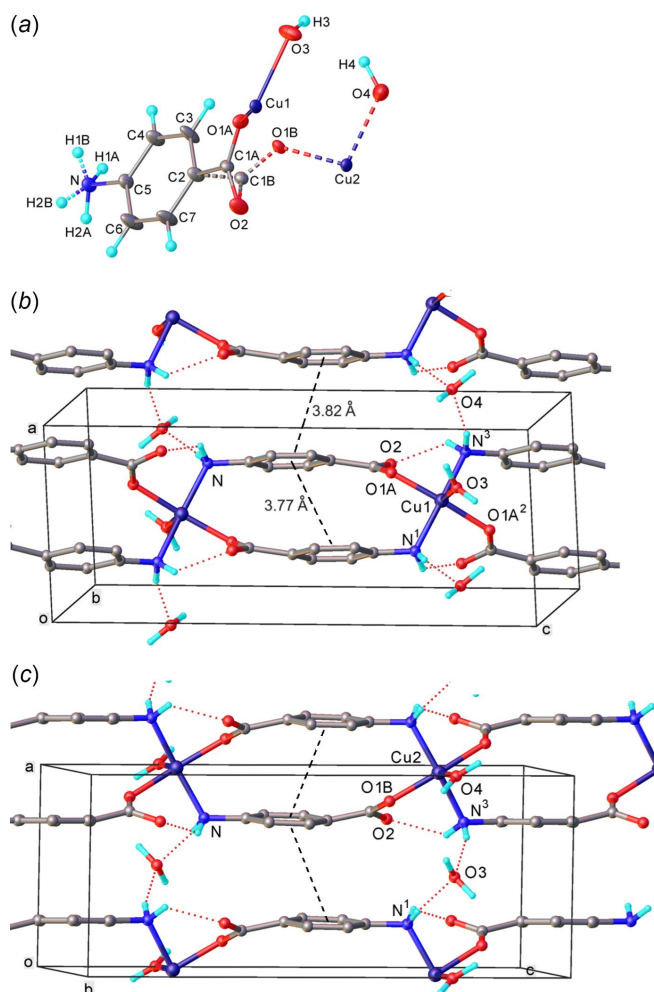 (a)
H3
O3
H4
O4
Cu1
C3
O1A
C4
O1B
H1B
H1A
C1A
N
C5
C2
C1B
Cu2
H2B
O2
C6
C7
H2A
(b)
a
3.82 Å
O4
O2
N³
N
O1A
O3
Cu1
3.77 Å
O1A²
N¹
b
o
c
(c)
a
Cu2
O1B
O4
N
O2
N³
O3
N¹
o
c
b